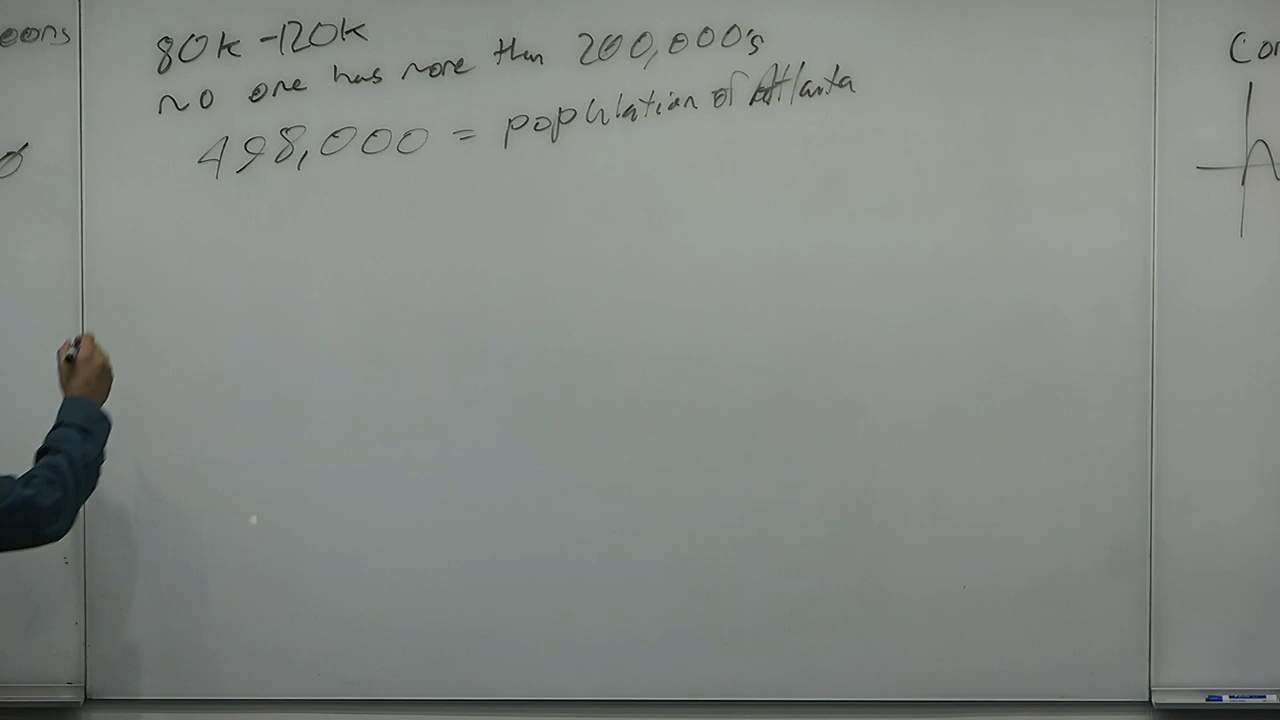 80k-120k
no one has more than 200,000's
498,000 = population of Atlanta